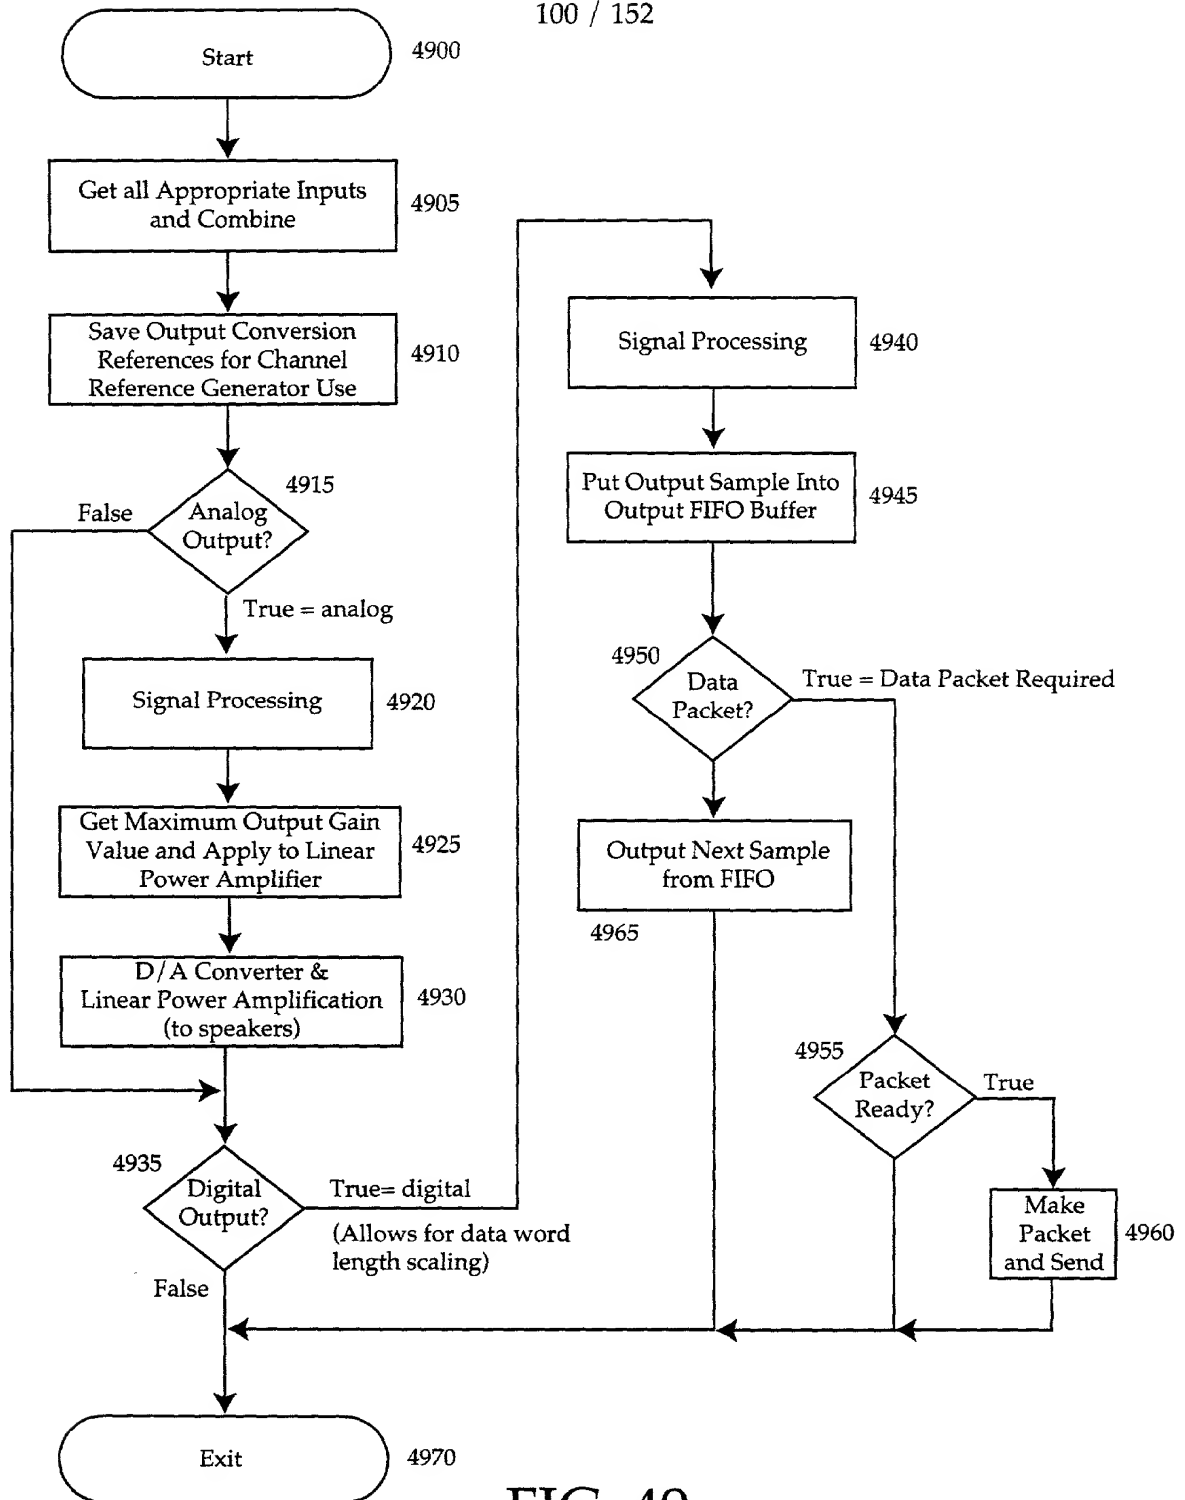 100 / 152
Start
4900
Get all Appropriate Inputs
and Combine
4905
Save Output Conversion
References for Channel
Reference Generator Use
4910
4915
False
Analog
Output?
True = analog
Signal Processing
4920
Get Maximum Output Gain
Value and Apply to Linear
Power Amplifier
4925
D/A Converter &
Linear Power Amplification
(to speakers)
4930
4935
Digital
Output?
True= digital
(Allows for data word
length scaling)
False
Signal Processing
4940
Put Output Sample Into
Output FIFO Buffer
4945
4950
Data
Packet?
True = Data Packet Required
Output Next Sample
from FIFO
4965
4955
Packet
Ready?
True
Make
Packet
and Send
4960
Exit
4970
FIG. 49